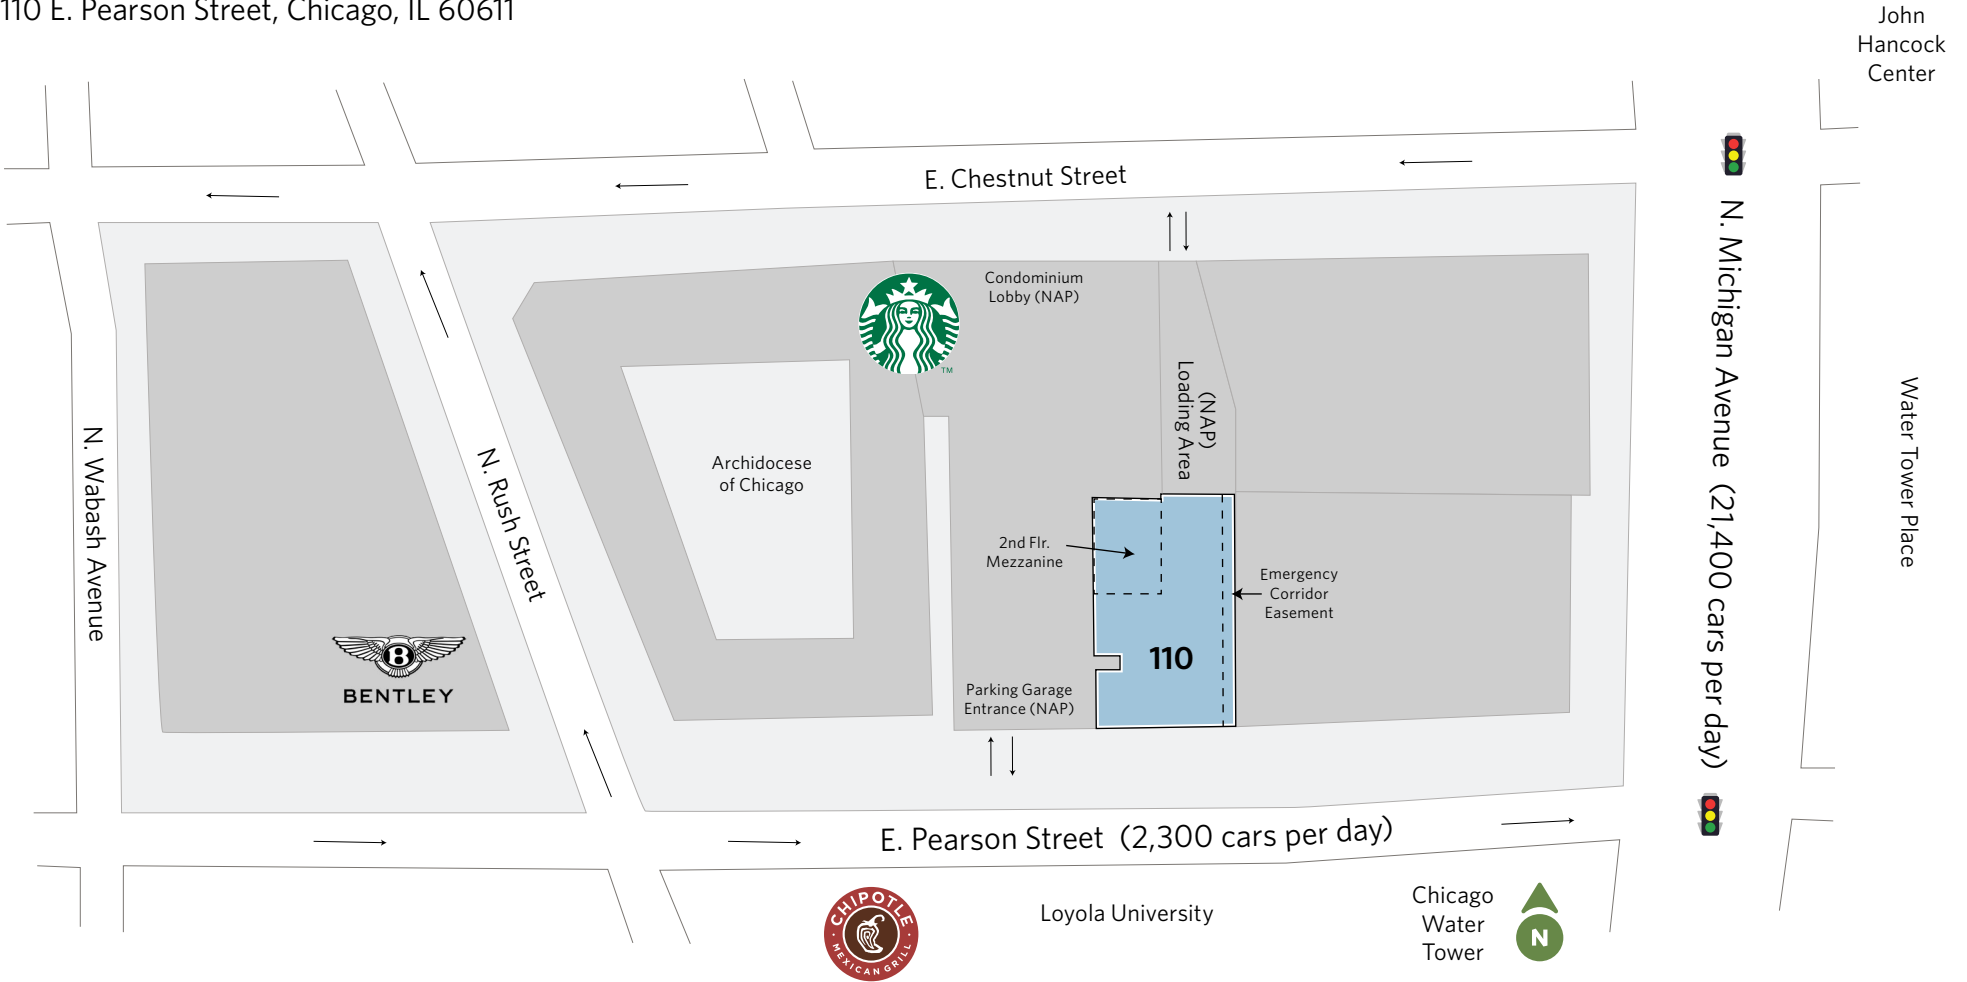 110 E. Pearson Street, Chicago, IL 60611
John
Hancock
Center
E. Chestnut Street
Condominium
Lobby (NAP)
TM
(NAP)
Loading Area
N. Michigan Avenue (21,400 cars per day)
Water Tower Place
N. Wabash Avenue
N. Rush Street
Archidocese
of Chicago
2nd Flr.
Mezzanine
Emergency
Corridor
Easement
110
B
BENTLEY
Parking Garage
Entrance (NAP)
E. Pearson Street (2,300 cars per day)
CHIPOTLE
MEXICAN GRILL
Loyola University
Chicago
Water
Tower
N